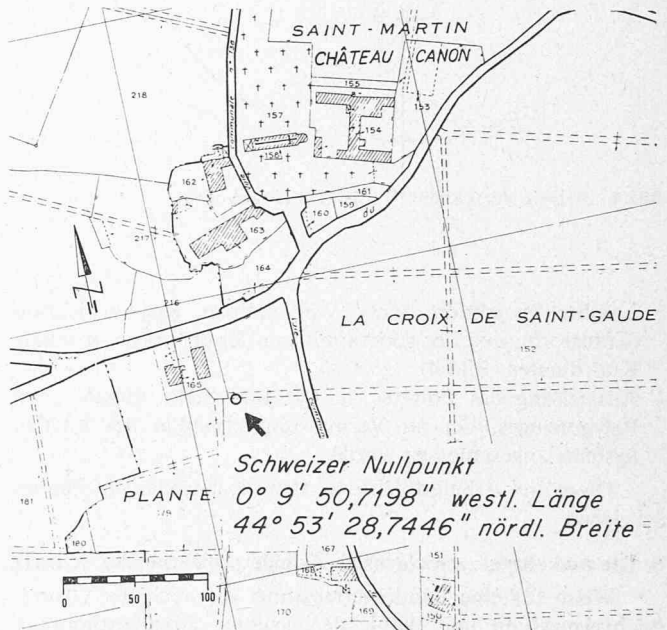 SAINT-MARTIN
CHÂTEAU CANON
155
153
218
157
154
158
162
161
159
160
du
163
217
164
216
LA CROIX DE SAINT-GAUDE
152
165
Schweizer Nullpunkt
0° 9' 50,7198" westl. Länge
44° 53' 28,7446" nördl. Breite
PLANTE
181
180
167
168
151
150
169
170
0 50 100